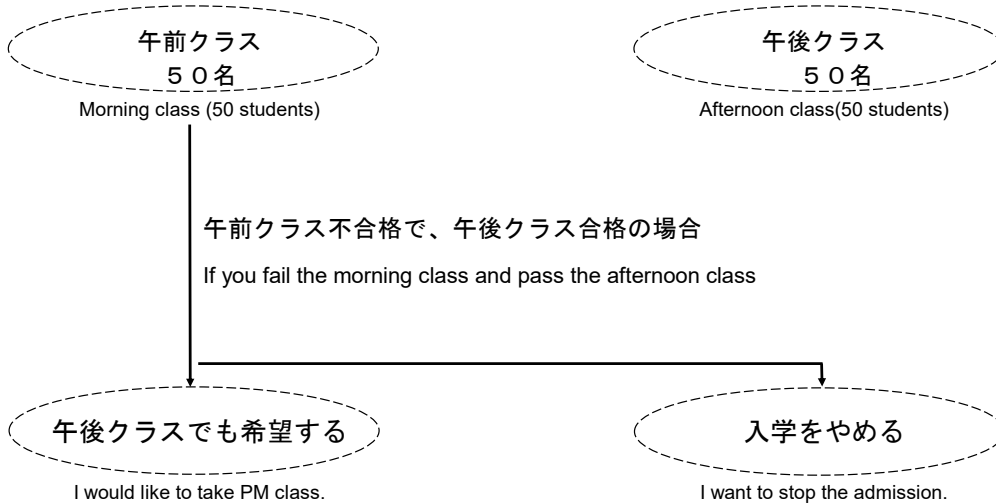 午前クラス
５０名
Morning class (50 students)
午後クラス
５０名
Afternoon class(50 students)
午前クラス不合格で、午後クラス合格の場合
If you fail the morning class and pass the afternoon class
午後クラスでも希望する
I would like to take PM class.
入学をやめる
I want to stop the admission.